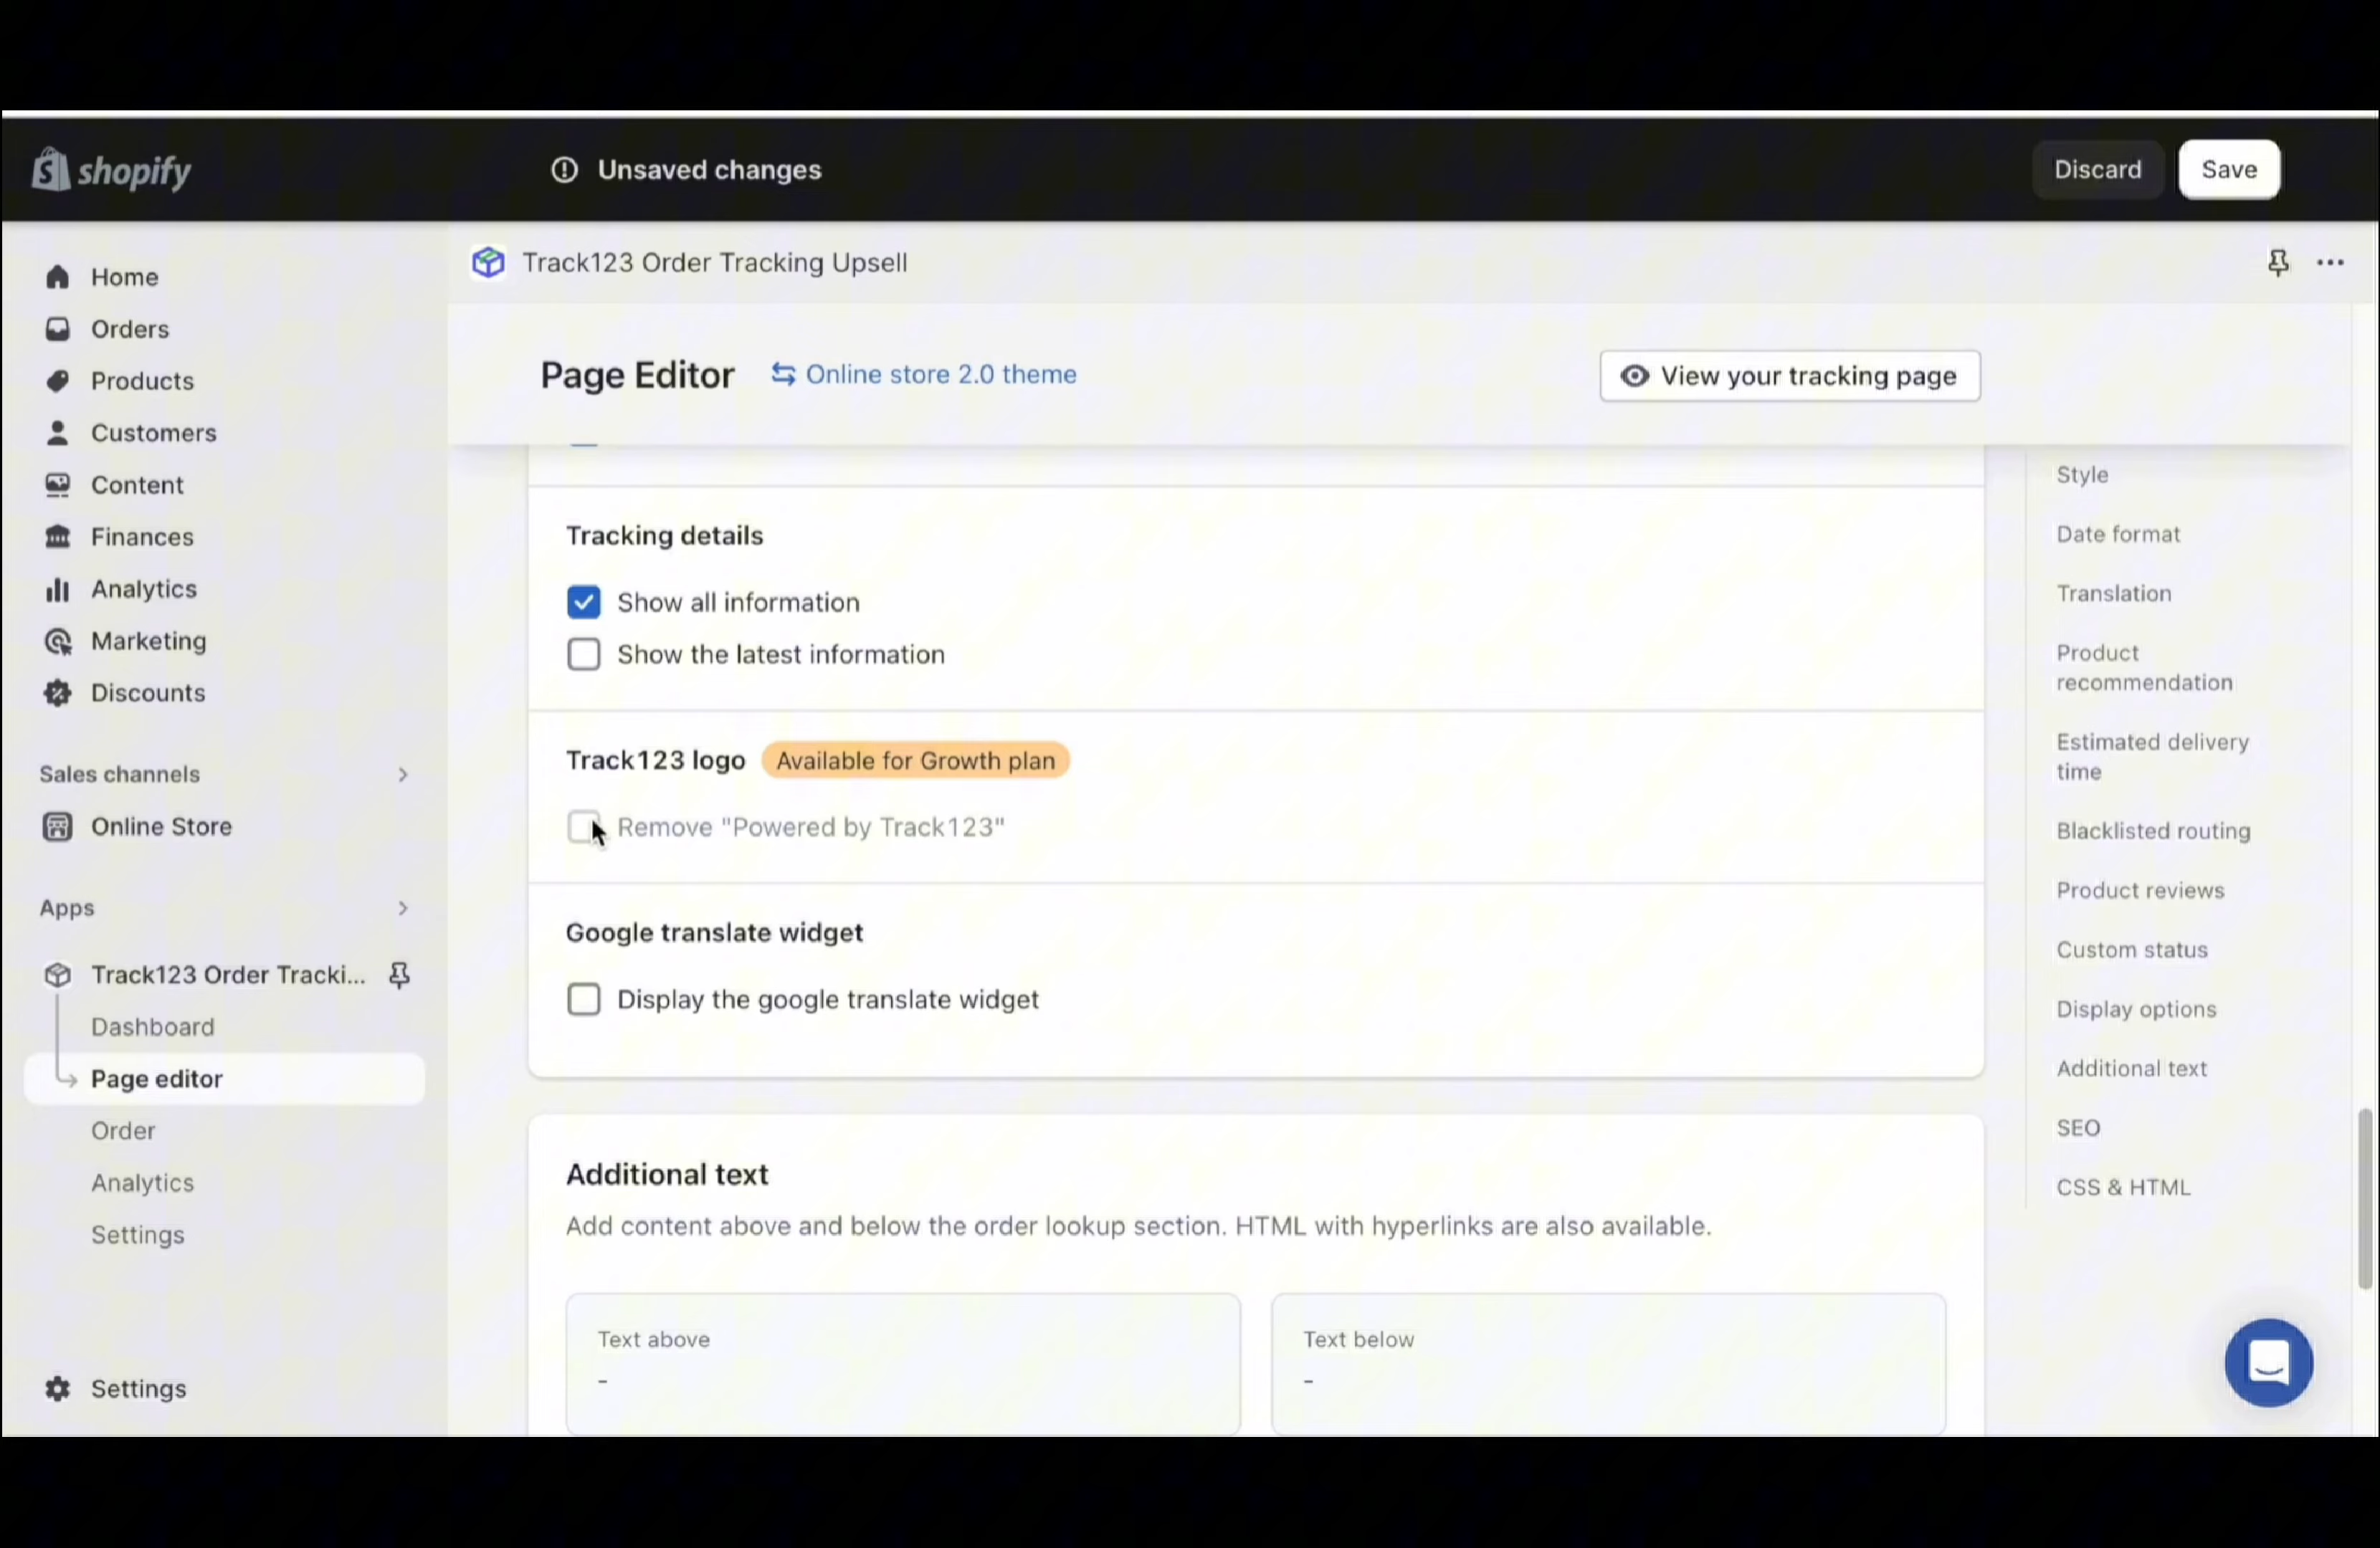 shopify
Unsaved changes
Discard
Save
Home
Orders
Products
Customers
Content
Finances
Analytics
Marketing
Discounts
Sales channels
Online Store
Apps
Track123 Order Tracki...
Dashboard
Page editor
Order
Analytics
Settings
Settings
Track123 Order Tracking Upsell
Page Editor
Online store 2.0 theme
View your tracking page
Tracking details
Show all information
Show the latest information
Track123 logo
Available for Growth plan
Remove "Powered by Track123"
Google translate widget
Display the google translate widget
Additional text
Add content above and below the order lookup section. HTML with hyperlinks are also available.
Text above
-
Text below
-
Style
Date format
Translation
Product
recommendation
Estimated delivery
time
Blacklisted routing
Product reviews
Custom status
Display options
Additional text
SEO
CSS & HTML